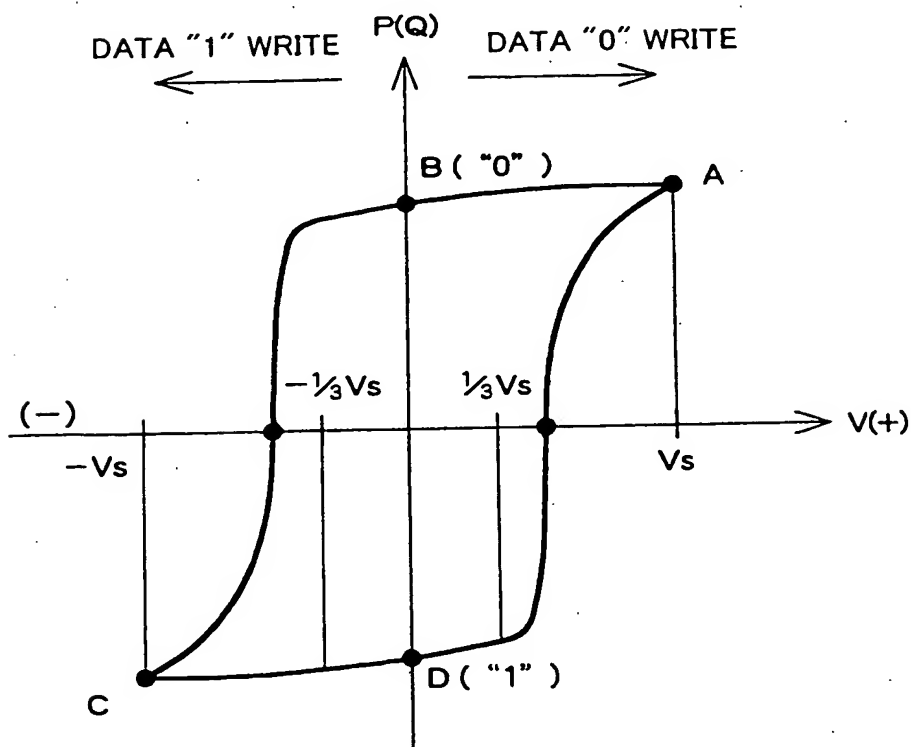 P(Q)
DATA "1" WRITE
DATA "0" WRITE
B ( "0" )
A
-⅓Vs
⅓Vs
(-)
V(+)
-Vs
Vs
D ( "1" )
C